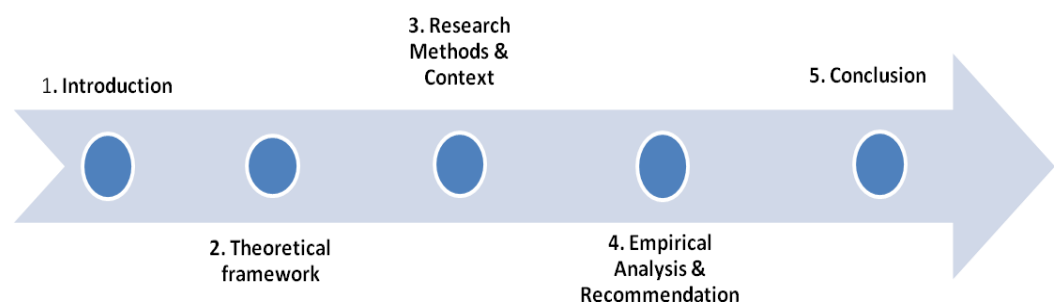 1. Introduction
2. Theoretical
framework
3. Research
Methods &
Context
4. Empirical
Analysis &
Recommendation
5. Conclusion